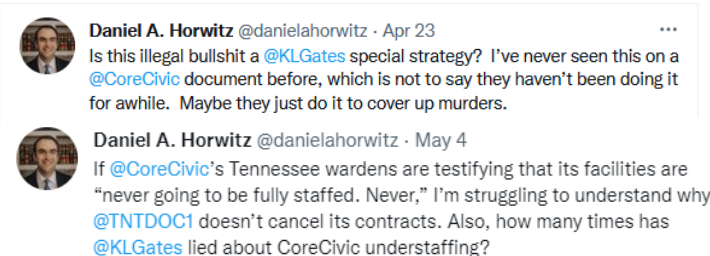 Daniel A. Horwitz @danielahorwitz · Apr 23 ...
Is this illegal bullshit a @KLGates special strategy?  I've never seen this on a
@CoreCivic document before, which is not to say they haven't been doing it
for awhile.  Maybe they just do it to cover up murders.
Daniel A. Horwitz @danielahorwitz · May 4
If @CoreCivic's Tennessee wardens are testifying that its facilities are
“never going to be fully staffed. Never,” I'm struggling to understand why
@TNTDOC1 doesn't cancel its contracts. Also, how many times has
@KLGates lied about CoreCivic understaffing?